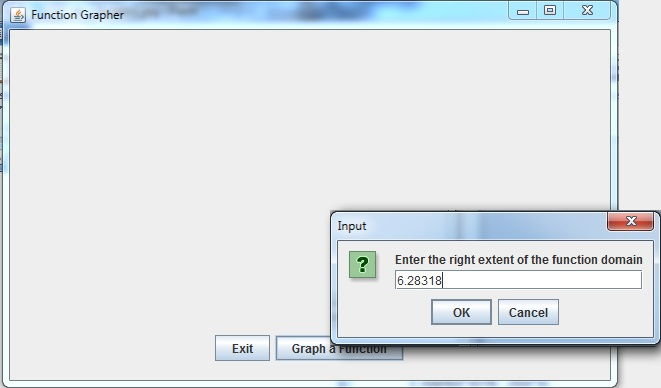 Function Grapher
Input
?
Enter the right extent of the function domain
6.28318
OK Cancel
Exit Graph a Function